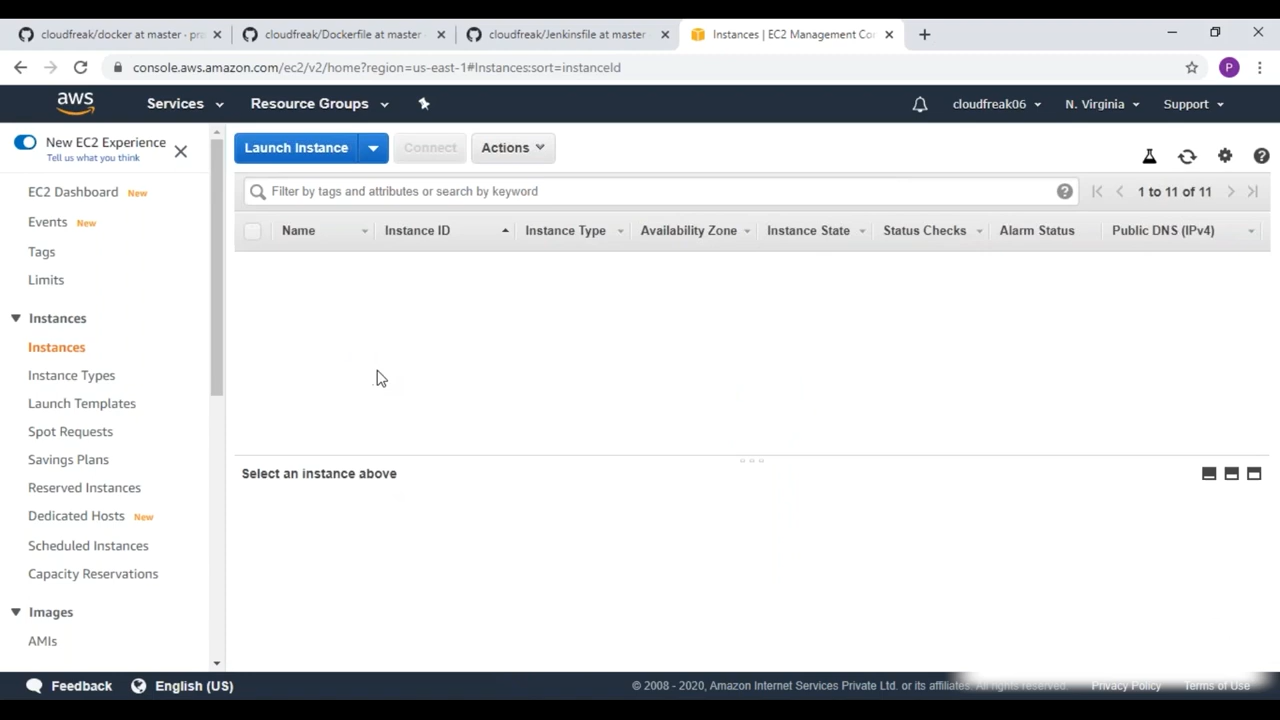 cloudfreak/docker at master · pra
cloudfreak/Dockerfile at master
cloudfreak/Jenkinsfile at master
Instances | EC2 Management Con
console.aws.amazon.com/ec2/v2/home?region=us-east-1#Instances:sort=instanceId
P
aws
Services
Resource Groups
cloudfreak06
N. Virginia
Support
New EC2 Experience
Tell us what you think
Launch Instance
Connect
Actions
EC2 Dashboard New
Filter by tags and attributes or search by keyword
1 to 11 of 11
Events New
Name
Instance ID
Instance Type
Availability Zone
Instance State
Status Checks
Alarm Status
Public DNS (IPv4)
Tags
Limits
Instances
Instances
Instance Types
Launch Templates
Spot Requests
Savings Plans
Select an instance above
Reserved Instances
Dedicated Hosts New
Scheduled Instances
Capacity Reservations
Images
AMIs
Feedback
English (US)
© 2008 - 2020, Amazon Internet Services Private Ltd. or its affiliates. All rights reserved.
Privacy Policy
Terms of Use